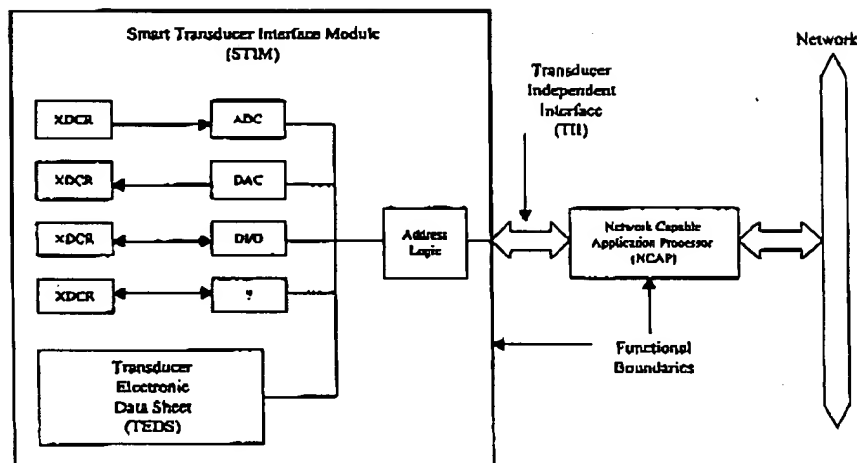 Smart Transducer Interface Module
(STIM)
Network
Transducer
Independent
Interface
(TII)
XDCR
ADC
XDCR
DAC
XDCR
DI/O
XDCR
?
Address
Logic
Network Capable
Application Processor
(NCAP)
Functional
Boundaries
Transducer
Electronic
Data Sheet
(TEDS)